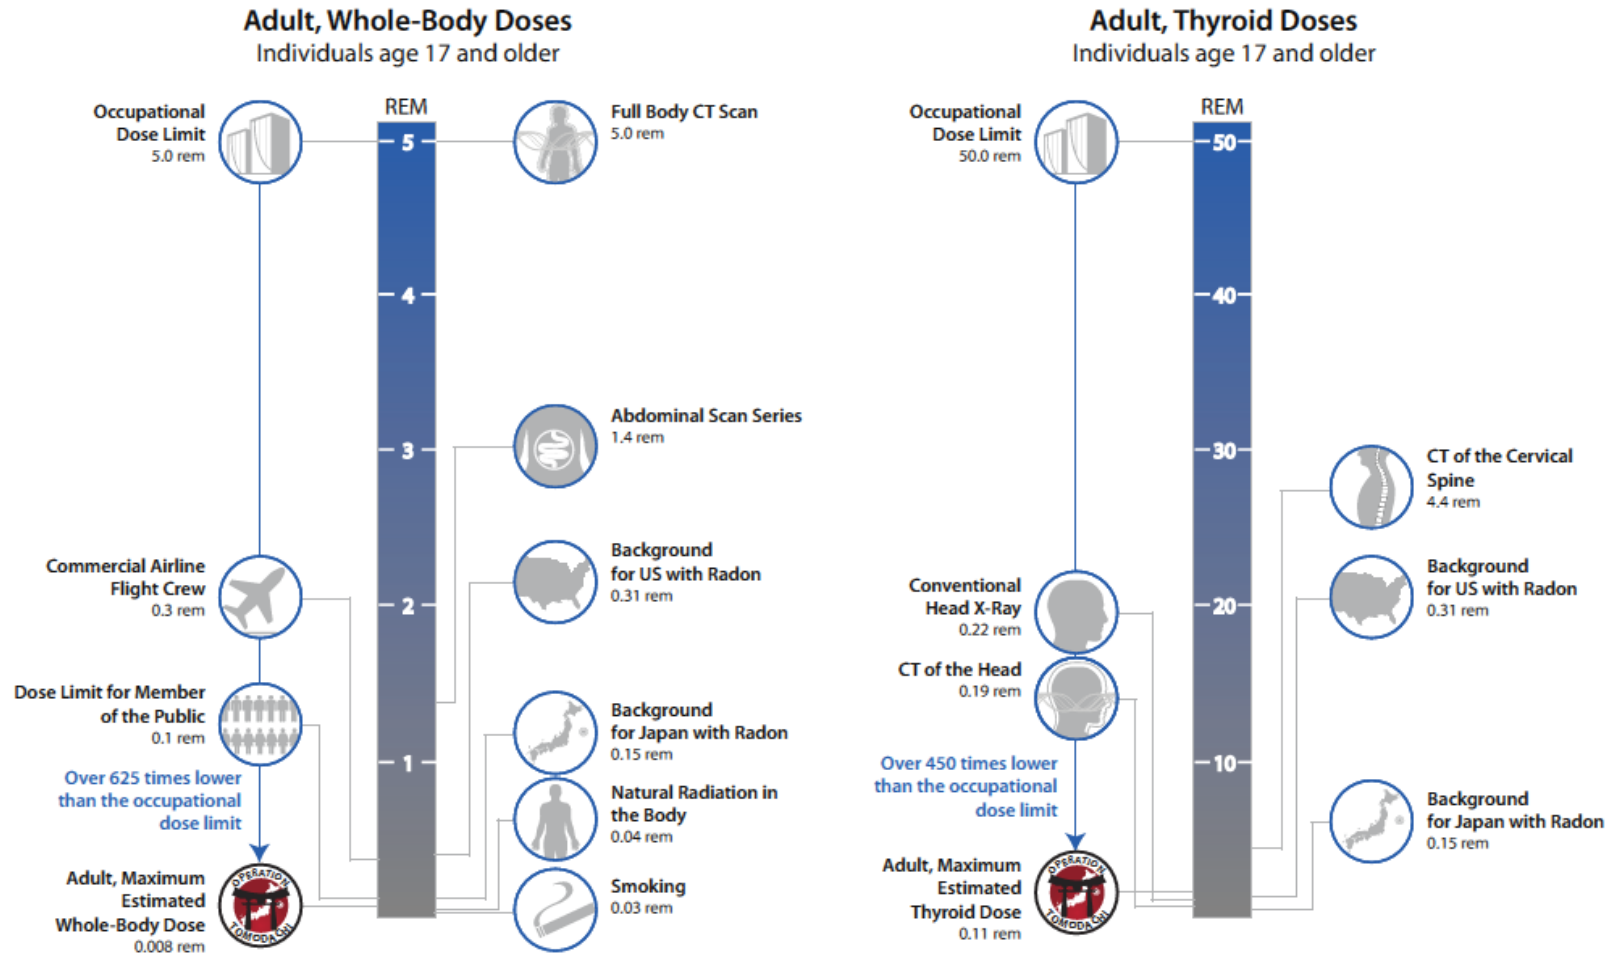 Adult, Whole-Body Doses
Individuals age 17 and older
REM
5
4
3
2
1
Occupational
Dose Limit
5.0 rem
Full Body CT Scan
5.0 rem
Abdominal Scan Series
1.4 rem
Commercial Airline
Flight Crew
0.3 rem
Background
for US with Radon
0.31 rem
Dose Limit for Member
of the Public
0.1 rem
Background
for Japan with Radon
0.15 rem
Over 625 times lower
than the occupational
dose limit
Natural Radiation in
the Body
0.04 rem
Adult, Maximum
Estimated
Whole-Body Dose
0.008 rem
OPERATION
TOMODACHI
Smoking
0.03 rem
Adult, Thyroid Doses
Individuals age 17 and older
REM
50
40
30
20
10
Occupational
Dose Limit
50.0 rem
CT of the Cervical
Spine
4.4 rem
Conventional
Head X-Ray
0.22 rem
Background
for US with Radon
0.31 rem
CT of the Head
0.19 rem
Over 450 times lower
than the occupational
dose limit
Background
for Japan with Radon
0.15 rem
Adult, Maximum
Estimated
Thyroid Dose
0.11 rem
OPERATION
TOMODACHI